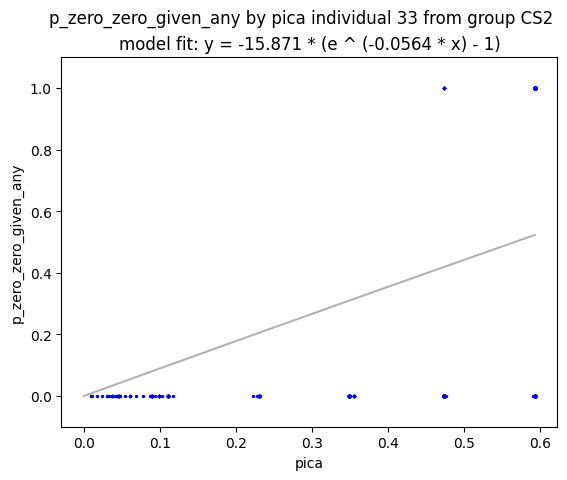 p_zero_zero_given_any by pica individual 33 from group CS2
model fit: y = -15.871 * (e ^ (-0.0564 * x) - 1)
1.0
0.8
0.6
0.4
0.2
0.0
p_zero_zero_given_any
0.0 0.1 0.2 0.3 0.4 0.5 0.6
pica